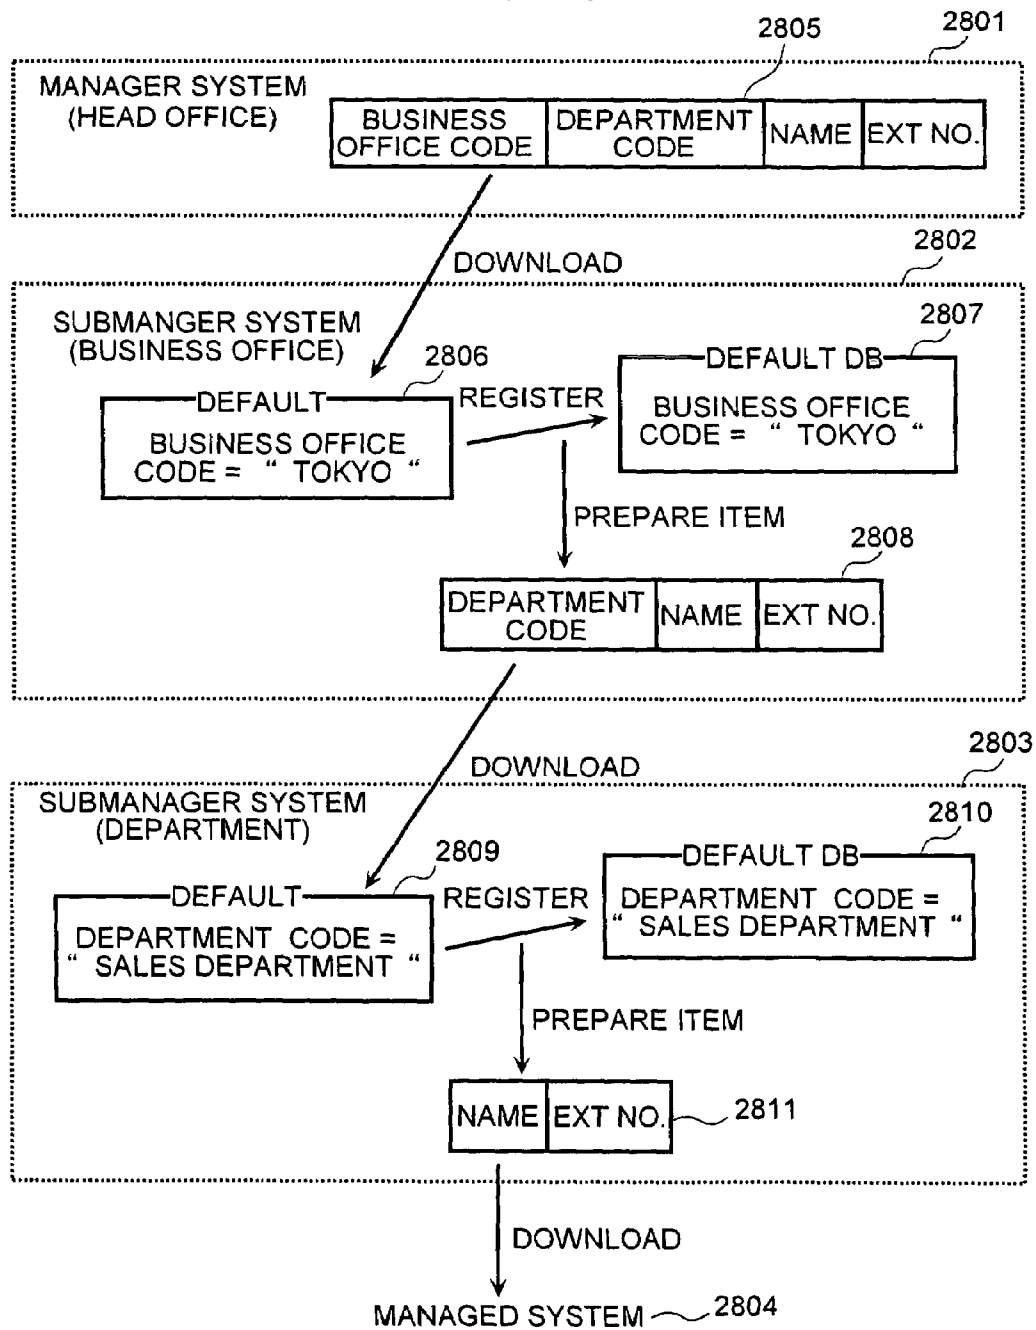 2801
2805
MANAGER SYSTEM
(HEAD OFFICE)
BUSINESS
OFFICE CODE
DEPARTMENT
CODE
NAME
EXT NO.
DOWNLOAD
2802
SUBMANGER SYSTEM
(BUSINESS OFFICE)
2806
2807
DEFAULT
BUSINESS OFFICE
CODE = " TOKYO "
REGISTER
DEFAULT DB
BUSINESS OFFICE
CODE = " TOKYO "
PREPARE ITEM
2808
DEPARTMENT
CODE
NAME
EXT NO.
DOWNLOAD
2803
SUBMANAGER SYSTEM
(DEPARTMENT)
2809
2810
DEFAULT
DEPARTMENT CODE =
" SALES DEPARTMENT "
REGISTER
DEFAULT DB
DEPARTMENT CODE =
" SALES DEPARTMENT "
PREPARE ITEM
NAME
EXT NO.
2811
DOWNLOAD
MANAGED SYSTEM
2804